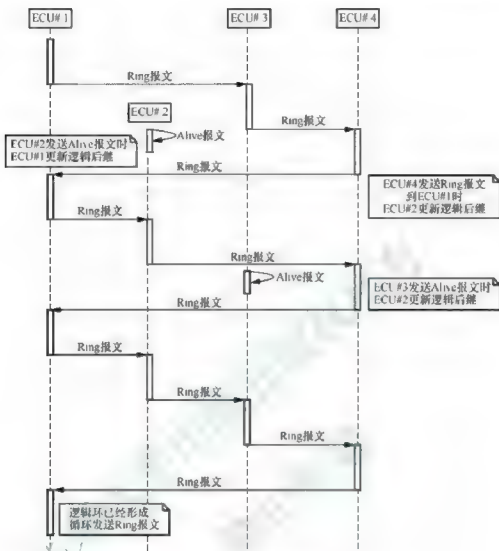 ECU# 1
ECU# 3
ECU# 4
Ring报文
ECU# 2
Ring报文
Alive报文
ECU#2发送Alive报文时
ECU#1更新逻辑后继
Ring报文
ECU#4发送Ring报文
到ECU#1时
ECU#2更新逻辑后继
Ring报文
Ring报文
Alive报文
ECU#3发送Alive报文时
ECU#2更新逻辑后继
Ring报文
Ring报文
Ring报文
Ring报文
Ring报文
逻辑环已经形成
循环发送Ring报文